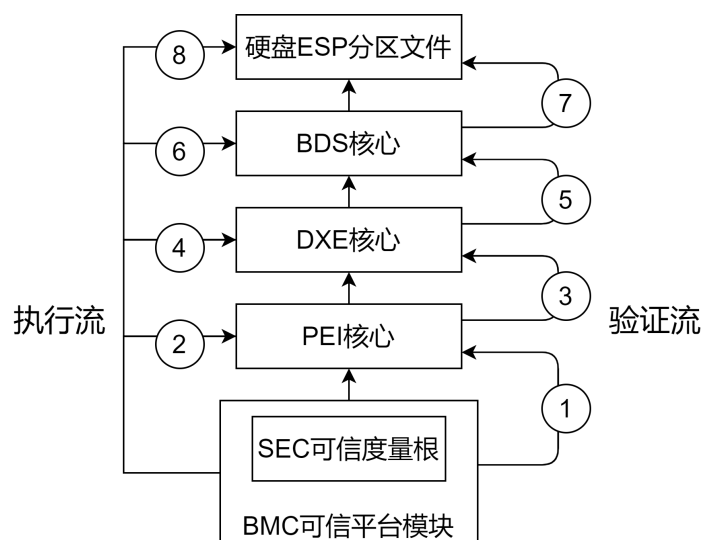 硬盘ESP分区文件
8
7
BDS核心
6
5
DXE核心
4
3
执行流
验证流
PEI核心
2
1
SEC可信度量根
BMC可信平台模块